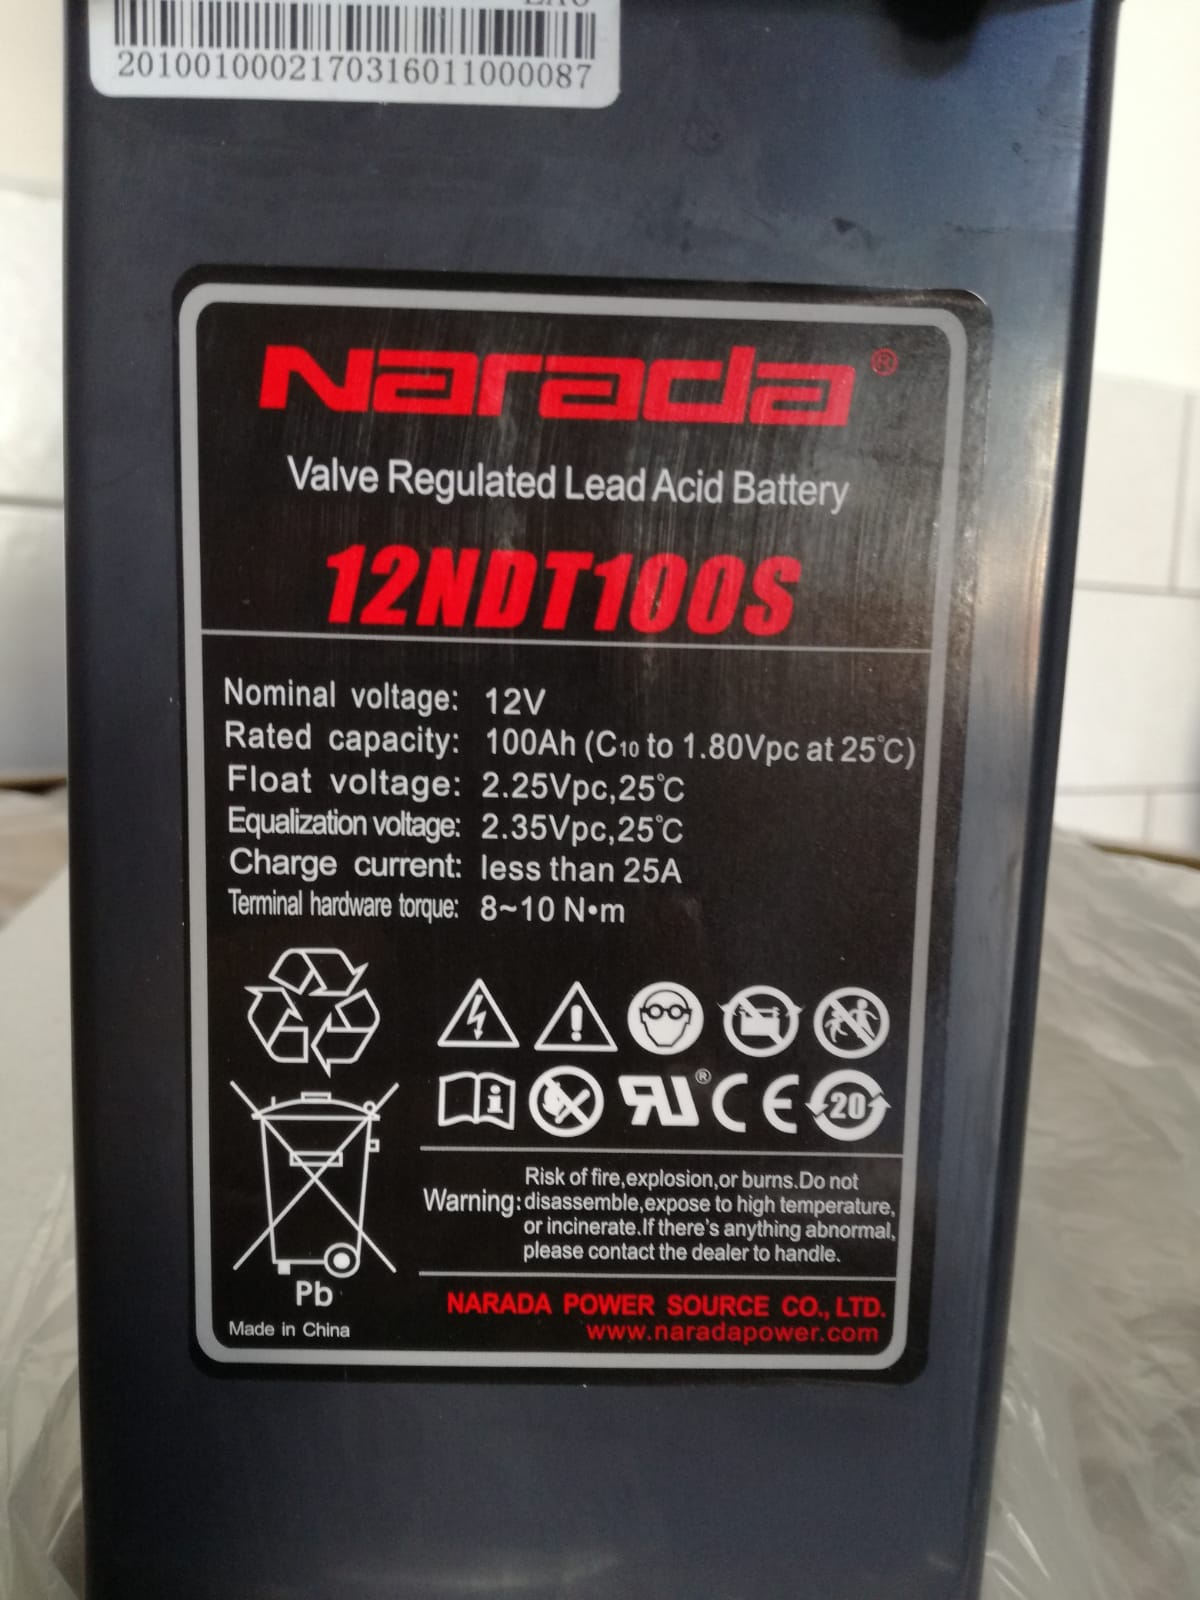 2010010002170316011000087
Narada®
Valve Regulated Lead Acid Battery
12NDT100S
Nominal voltage: 12V
Rated capacity: 100Ah (C10 to 1.80Vpc at 25℃)
Float voltage: 2.25Vpc,25℃
Equalization voltage: 2.35Vpc,25℃
Charge current: less than 25A
Terminal hardware torque: 8~10 N•m
i RU® CE 20
Risk of fire,explosion,or burns.Do not
Warning: disassemble,expose to high temperature,
or incinerate.If there's anything abnormal,
please contact the dealer to handle.
Pb
NARADA POWER SOURCE CO., LTD.
Made in China
www.naradapower.com